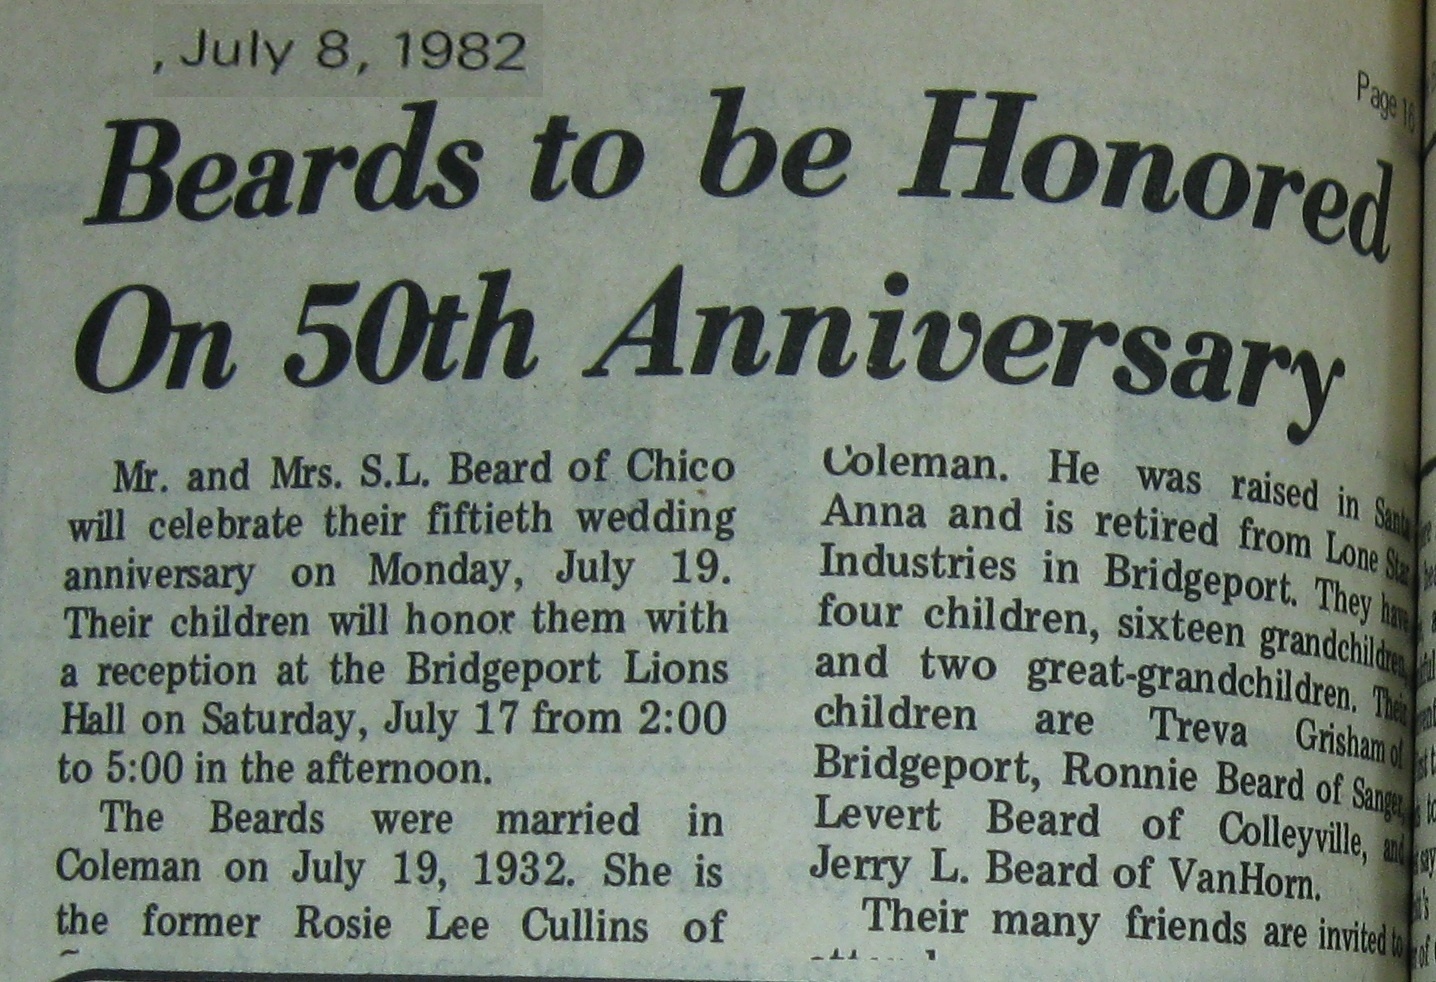 , July 8, 1982
Page 16
Beards to be Honored
On 50th Anniversary
Mr. and Mrs. S.L. Beard of Chico
will celebrate their fiftieth wedding
anniversary on Monday, July 19.
Their children will honor them with
a reception at the Bridgeport Lions
Hall on Saturday, July 17 from 2:00
to 5:00 in the afternoon.
The Beards were married in
Coleman on July 19, 1932. She is
the former Rosie Lee Cullins of
Coleman. He was raised in Santa
Anna and is retired from Lone Star
Industries in Bridgeport. They have
four children, sixteen grandchildren,
and two great-grandchildren. Their
children are Treva Grisham of
Bridgeport, Ronnie Beard of Sanger,
Levert Beard of Colleyville, and
Jerry L. Beard of VanHorn.
Their many friends are invited to